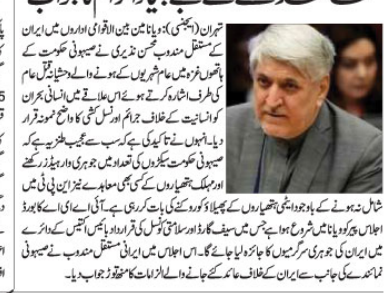 تہران (ایجنسی): ویانا میں بین الاقوامی اداروں میں ایران
کے مستقل مندوب محسن نذیری نے صیہونی حکومت کے
ہاتھوں غزہ میں عام شہریوں کے ہونے والے وحشیانہ قتل عام
کی طرف اشارہ کرتے ہوئے اس علاقے میں انسانی بحران
کو انسانیت کے خلاف جرائم اور نسل کشی کا واضح نمونہ قرار
دیا۔ انہوں نے تاکید کی ہے کہ سب سے عجیب طنز یہ ہے کہ
صیہونی حکومت سیکڑوں کی تعداد میں جوہری وار ہیڈز رکھنے
اور مہلک ہتھیاروں کے کسی بھی معاہدے نیز این پی ٹی میں
شامل نہ ہونے کے باوجود ایٹمی ہتھیاروں کے پھیلاؤ کو روکنے کی بات کر رہی ہے۔ آئی اے ای اے کا بورڈ
اجلاس پیر کو ویانا میں شروع ہوا ہے جس میں سیف گارڈ اور سلامتی کونسل کی قرارداد بائیس اکتیس کے دائرے
میں ایران کی جوہری سرگرمیوں کا جائزہ لیا جائے گا۔ اس اجلاس میں ایرانی مستقل مندوب نے صیہونی
نمائندے کی جانب سے ایران کے خلاف عائد کئے جانے والے الزامات کا منھ توڑ جواب دیا۔